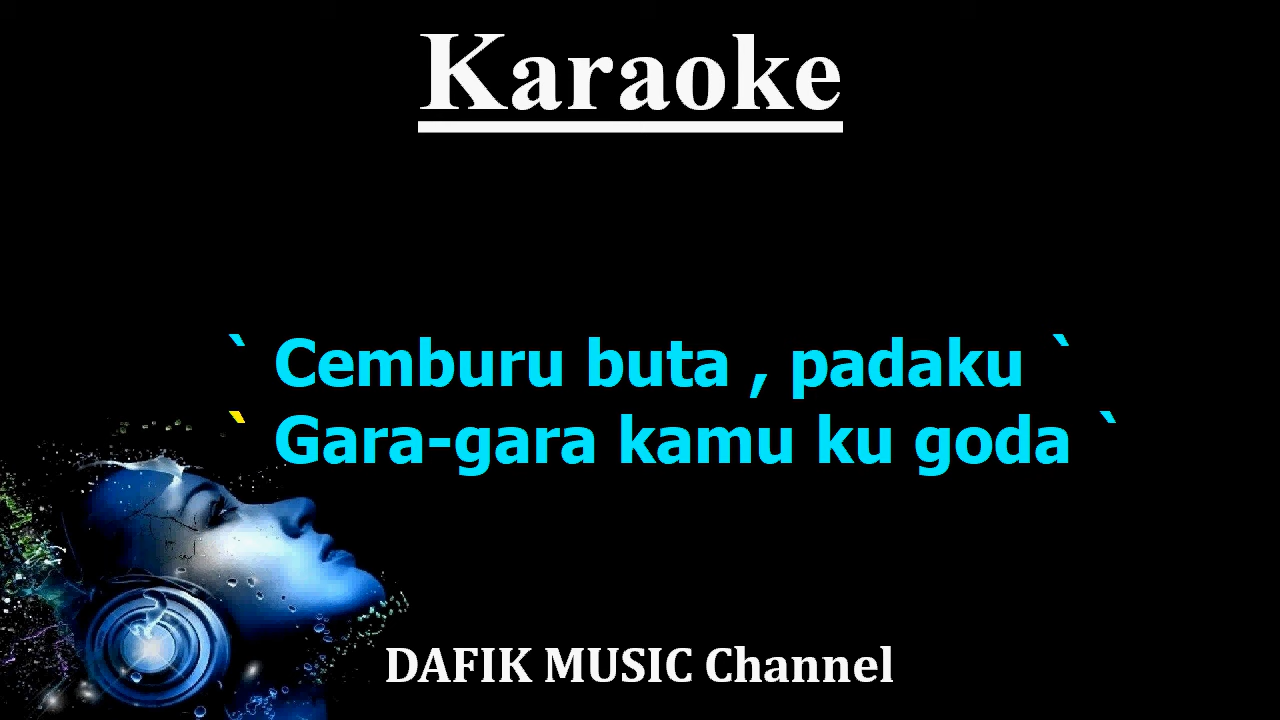 Karaoke
` Cemburu buta , padaku `
` Gara-gara kamu ku goda `
DAFIK MUSIC Channel